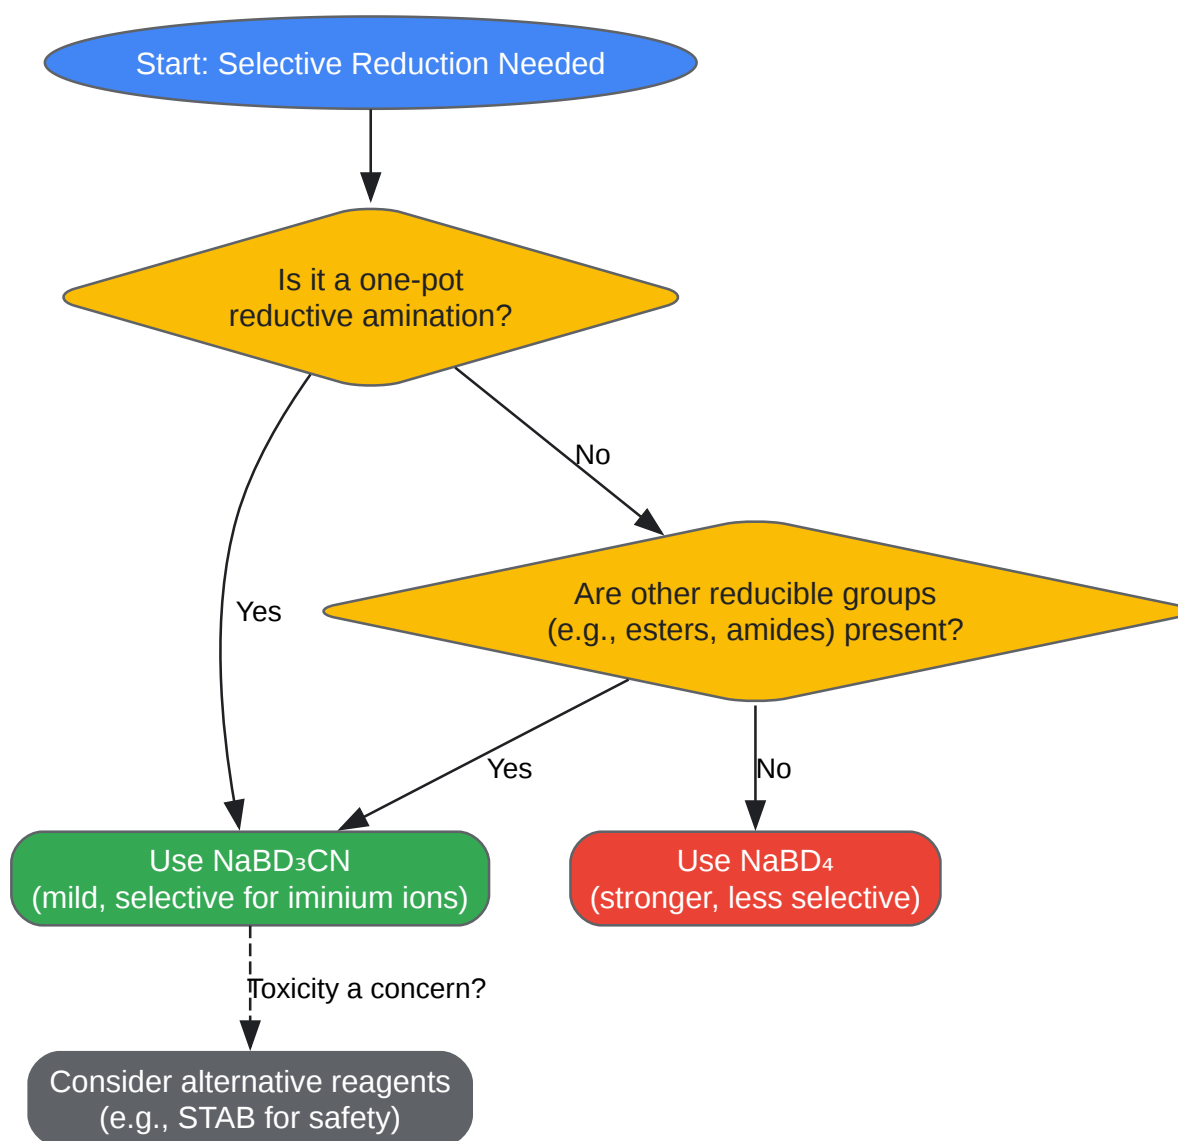 Start: Selective Reduction Needed
Is it a one-pot
reductive amination?
No
Are other reducible groups
(e.g., esters, amides) present?
Yes
Yes
No
Use NaBD₃CN
(mild, selective for iminium ions)
Use NaBD₄
(stronger, less selective)
Toxicity a concern?
Consider alternative reagents
(e.g., STAB for safety)